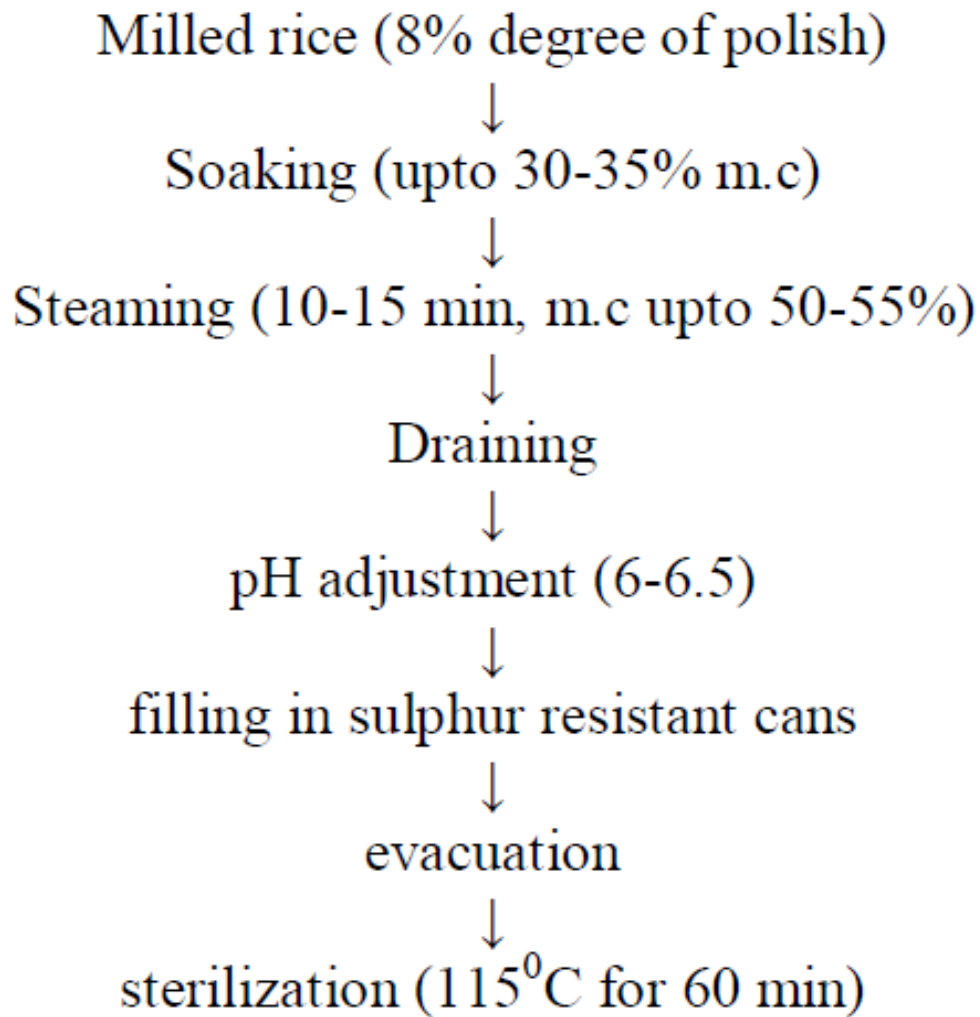 Milled rice (8% degree of polish)
↓
Soaking (upto 30-35% m.c)
↓
Steaming (10-15 min, m.c upto 50-55%)
↓
Draining
↓
pH adjustment (6-6.5)
↓
filling in sulphur resistant cans
↓
evacuation
↓
sterilization (115⁰C for 60 min)